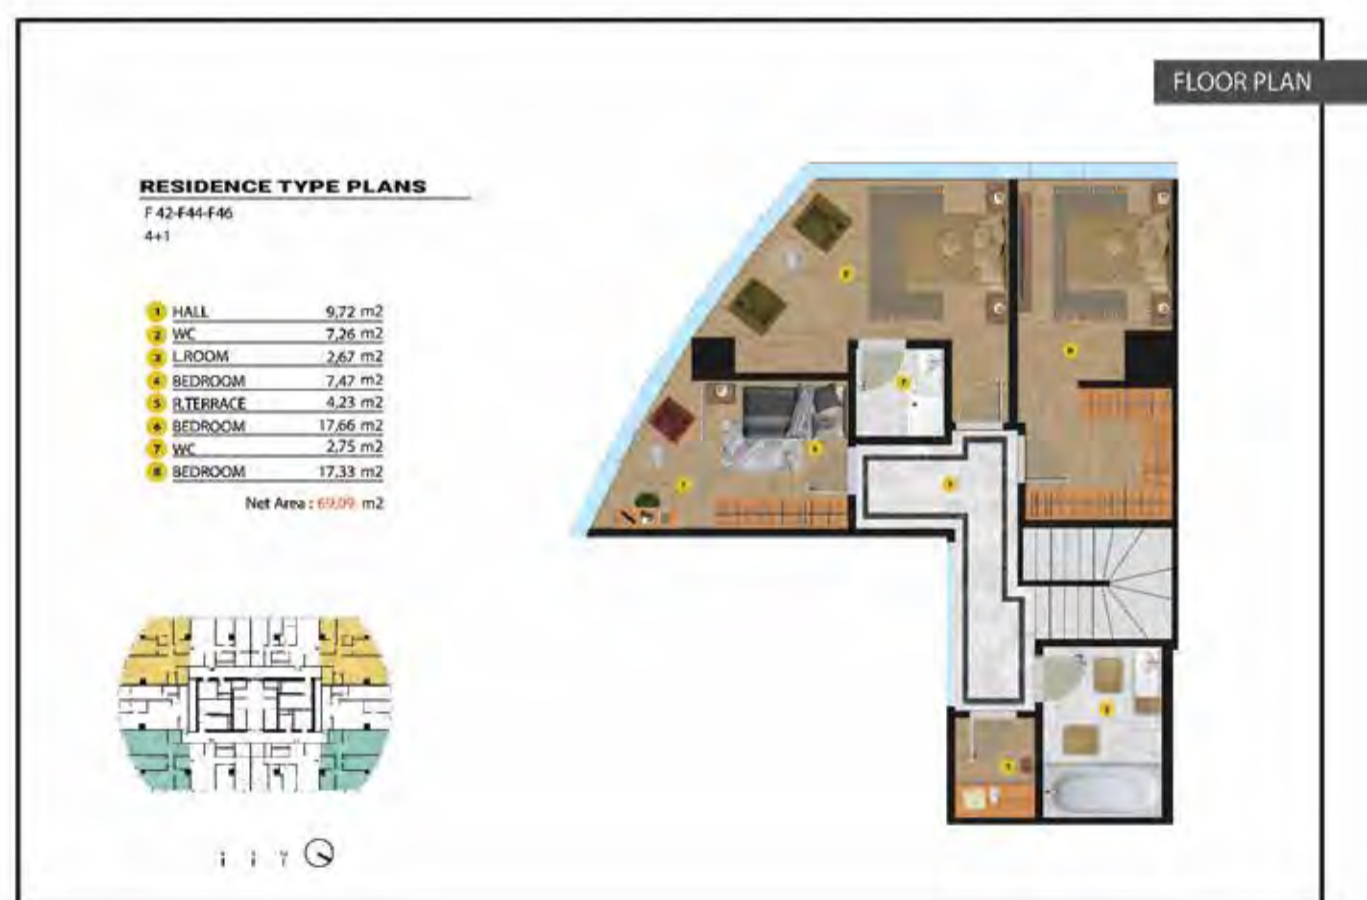 FLOOR PLAN
RESIDENCE TYPE PLANS
F 42-F44-F46
4+1
1 HALL 9,72 m2
2 WC 7,26 m2
3 L.ROOM 2,67 m2
4 BEDROOM 7,47 m2
5 R.TERRACE 4,23 m2
6 BEDROOM 17,66 m2
7 WC 2,75 m2
8 BEDROOM 17,33 m2
Net Area : 69,09 m2